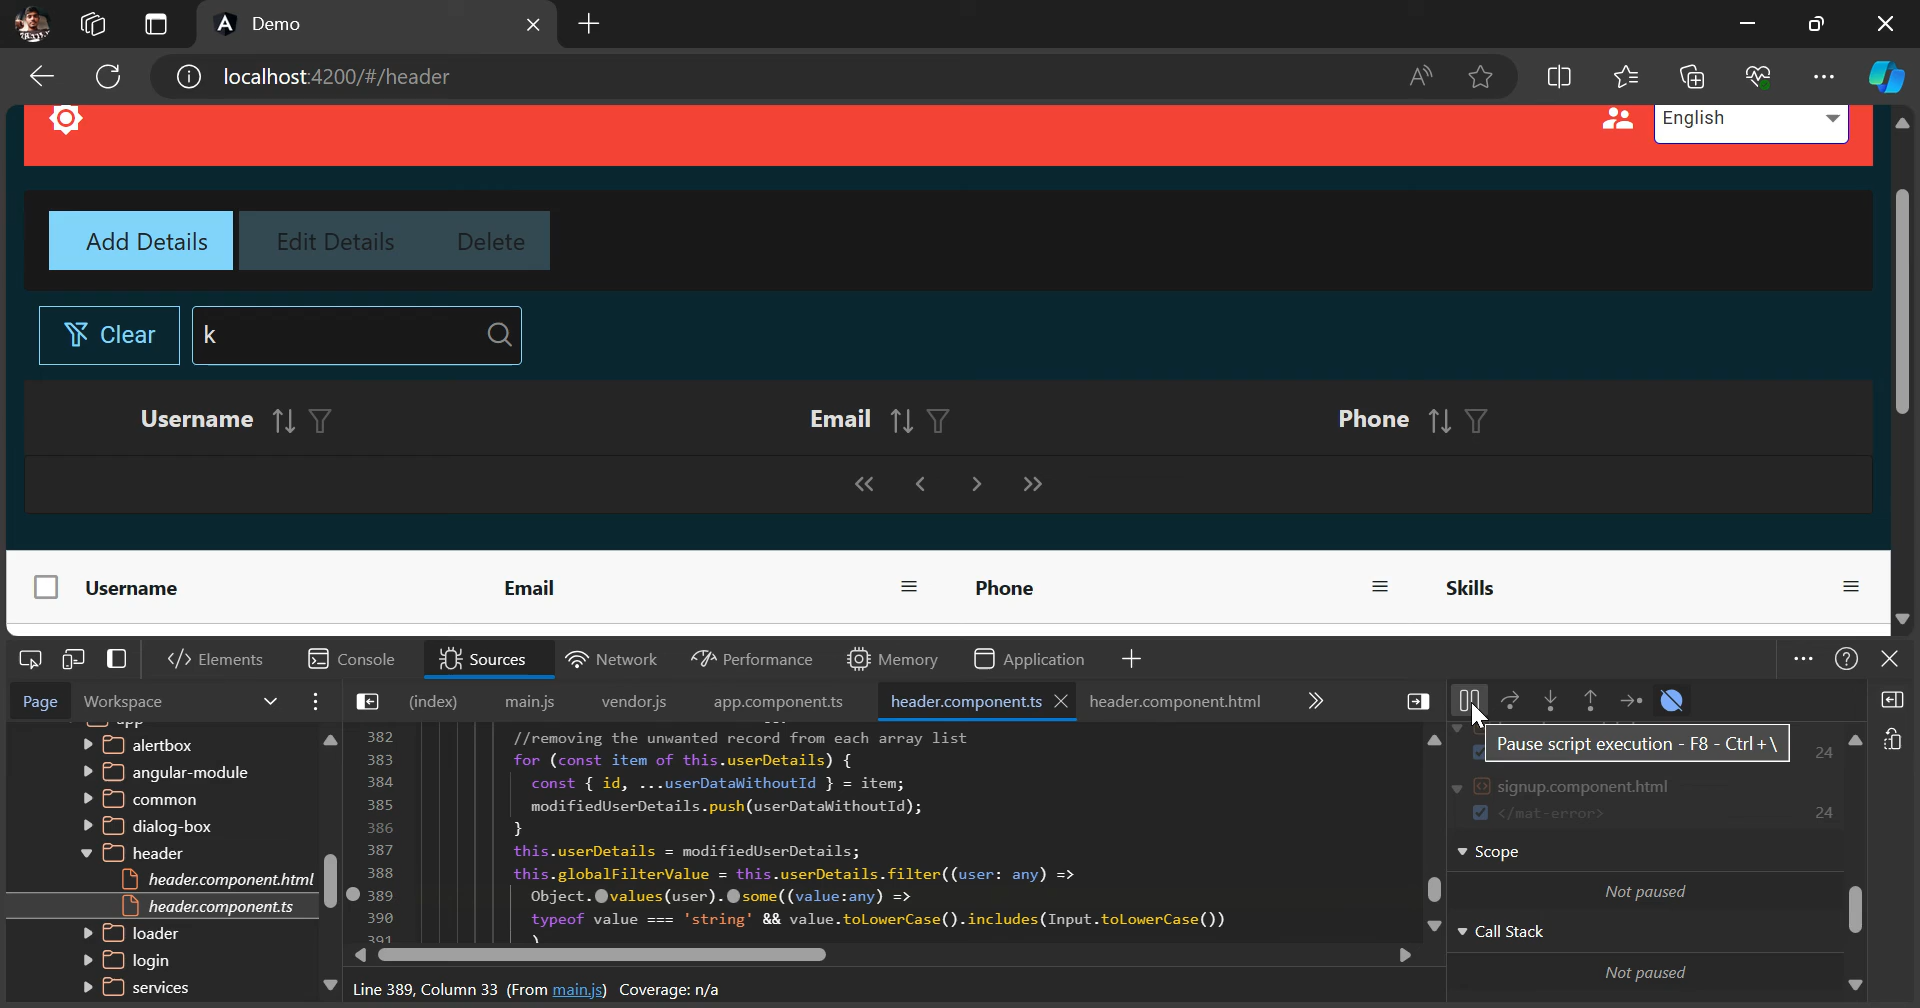 Demo
localhost:4200/#/header
English
Add Details
Edit Details
Delete
Clear
k
Username
Email
Phone
Username
Email
Phone
Skills
Elements
Console
Sources
Network
Performance
Memory
Application
Page
Workspace
(index)
main.js
vendor.js
app.component.ts
header.component.ts
header.component.html
app
alertbox
angular-module
common
dialog-box
header
header.component.html
header.component.ts
loader
login
services
382 //removing the unwanted record from each array list
383 for (const item of this.userDetails) {
384 const { id, ...userDataWithoutId } = item;
385 modifiedUserDetails.push(userDataWithoutId);
386 }
387 this.userDetails = modifiedUserDetails;
388 this.globalFilterValue = this.userDetails.filter((user: any) =>
389 Object.values(user).some((value:any) =>
390 typeof value === 'string' && value.toLowerCase().includes(Input.toLowerCase())
391 )
Line 389, Column 33 (From main.js) Coverage: n/a
Pause script execution - F8 - Ctrl+\
24
signup.component.html
</mat-error>
24
Scope
Not paused
Call Stack
Not paused